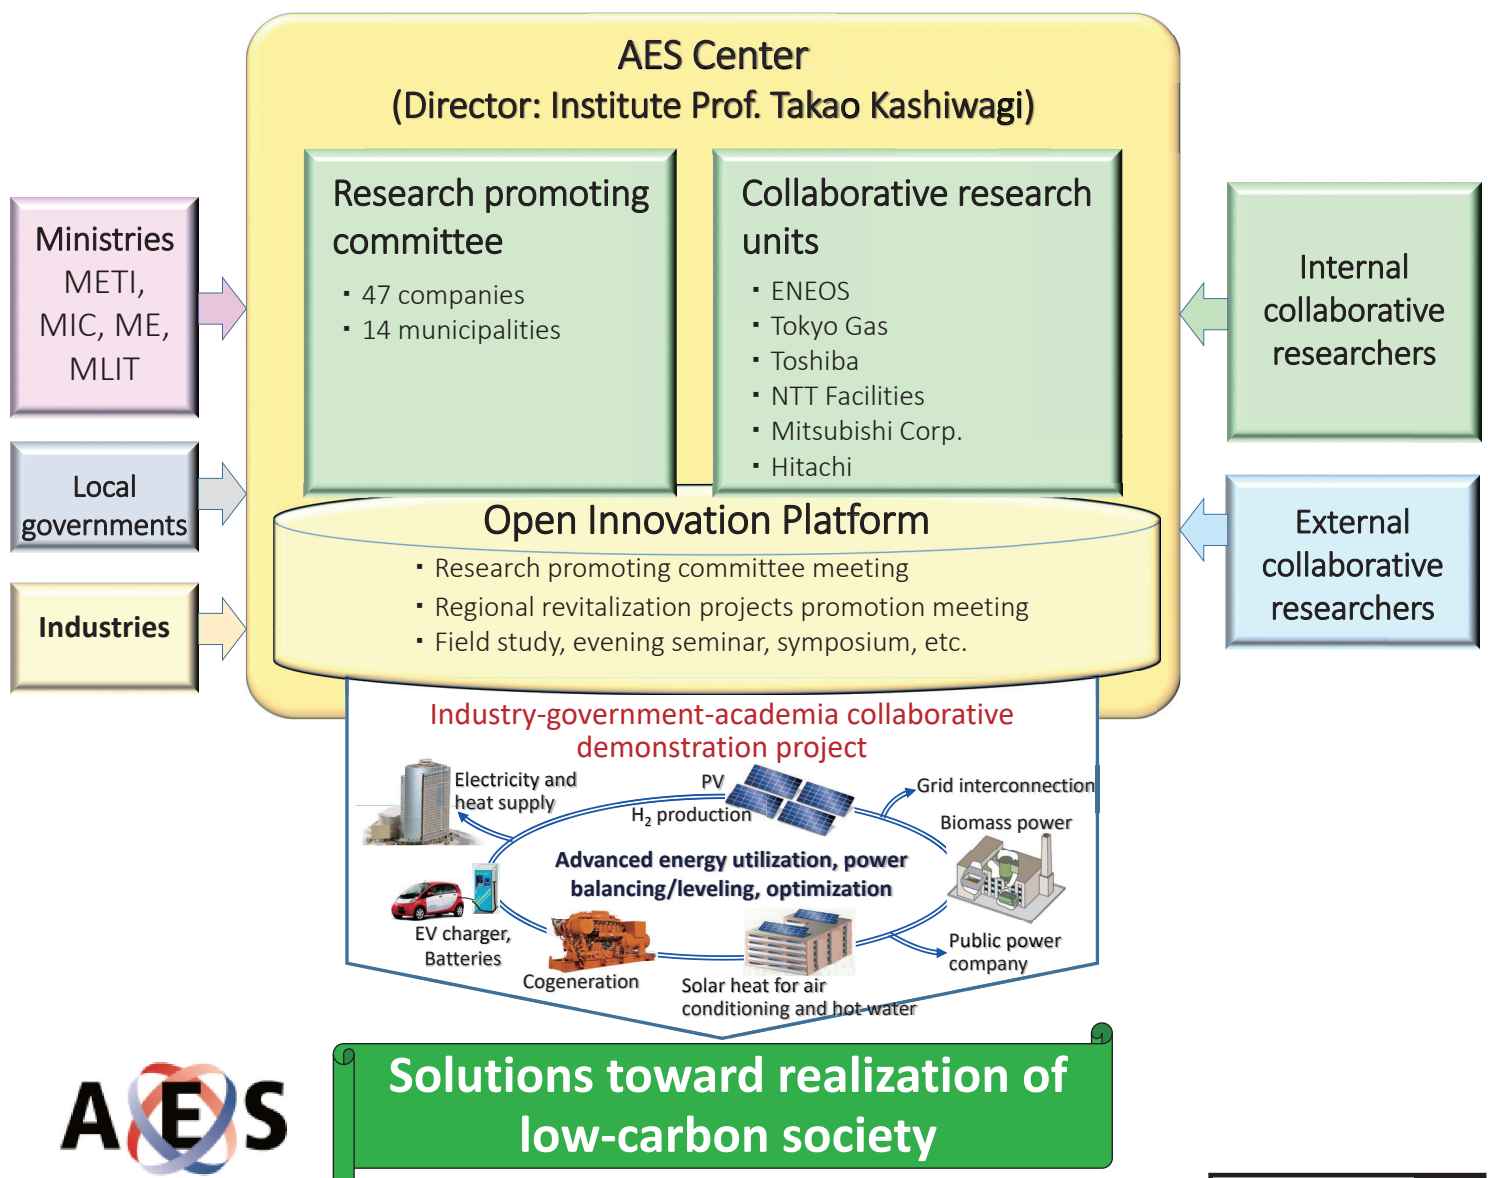 AES Center
(Director: Institute Prof. Takao Kashiwagi)
Research promoting
committee
・47 companies
・14 municipalities
Collaborative research
units
・ENEOS
・Tokyo Gas
・Toshiba
・NTT Facilities
・Mitsubishi Corp.
・Hitachi
Ministries
METI,
MIC, ME,
MLIT
Local
governments
Industries
Internal
collaborative
researchers
External
collaborative
researchers
Open Innovation Platform
・Research promoting committee meeting
・Regional revitalization projects promotion meeting
・Field study, evening seminar, symposium, etc.
Industry-government-academia collaborative
demonstration project
Electricity and
heat supply
PV
H₂ production
Grid interconnection
Biomass power
Advanced energy utilization, power
balancing/leveling, optimization
EV charger,
Batteries
Cogeneration
Solar heat for air
conditioning and hot water
Public power
company
Solutions toward realization of
low-carbon society
AES